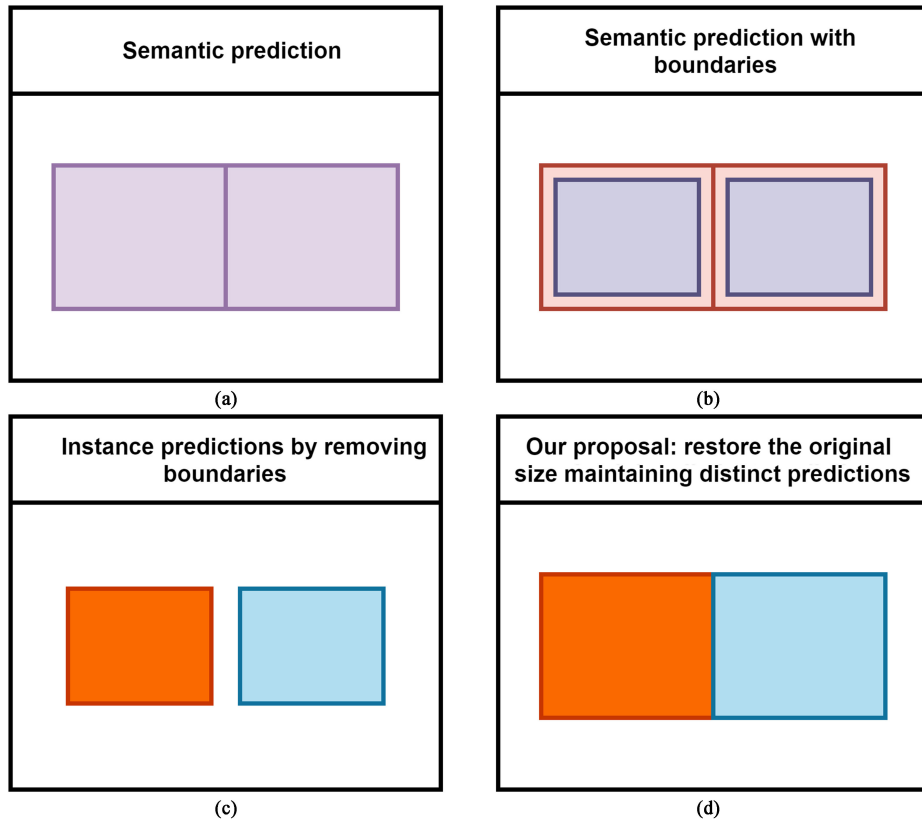 Semantic prediction
Semantic prediction with
boundaries
(a)
(b)
Instance predictions by removing
boundaries
Our proposal: restore the original
size maintaining distinct predictions
(c)
(d)